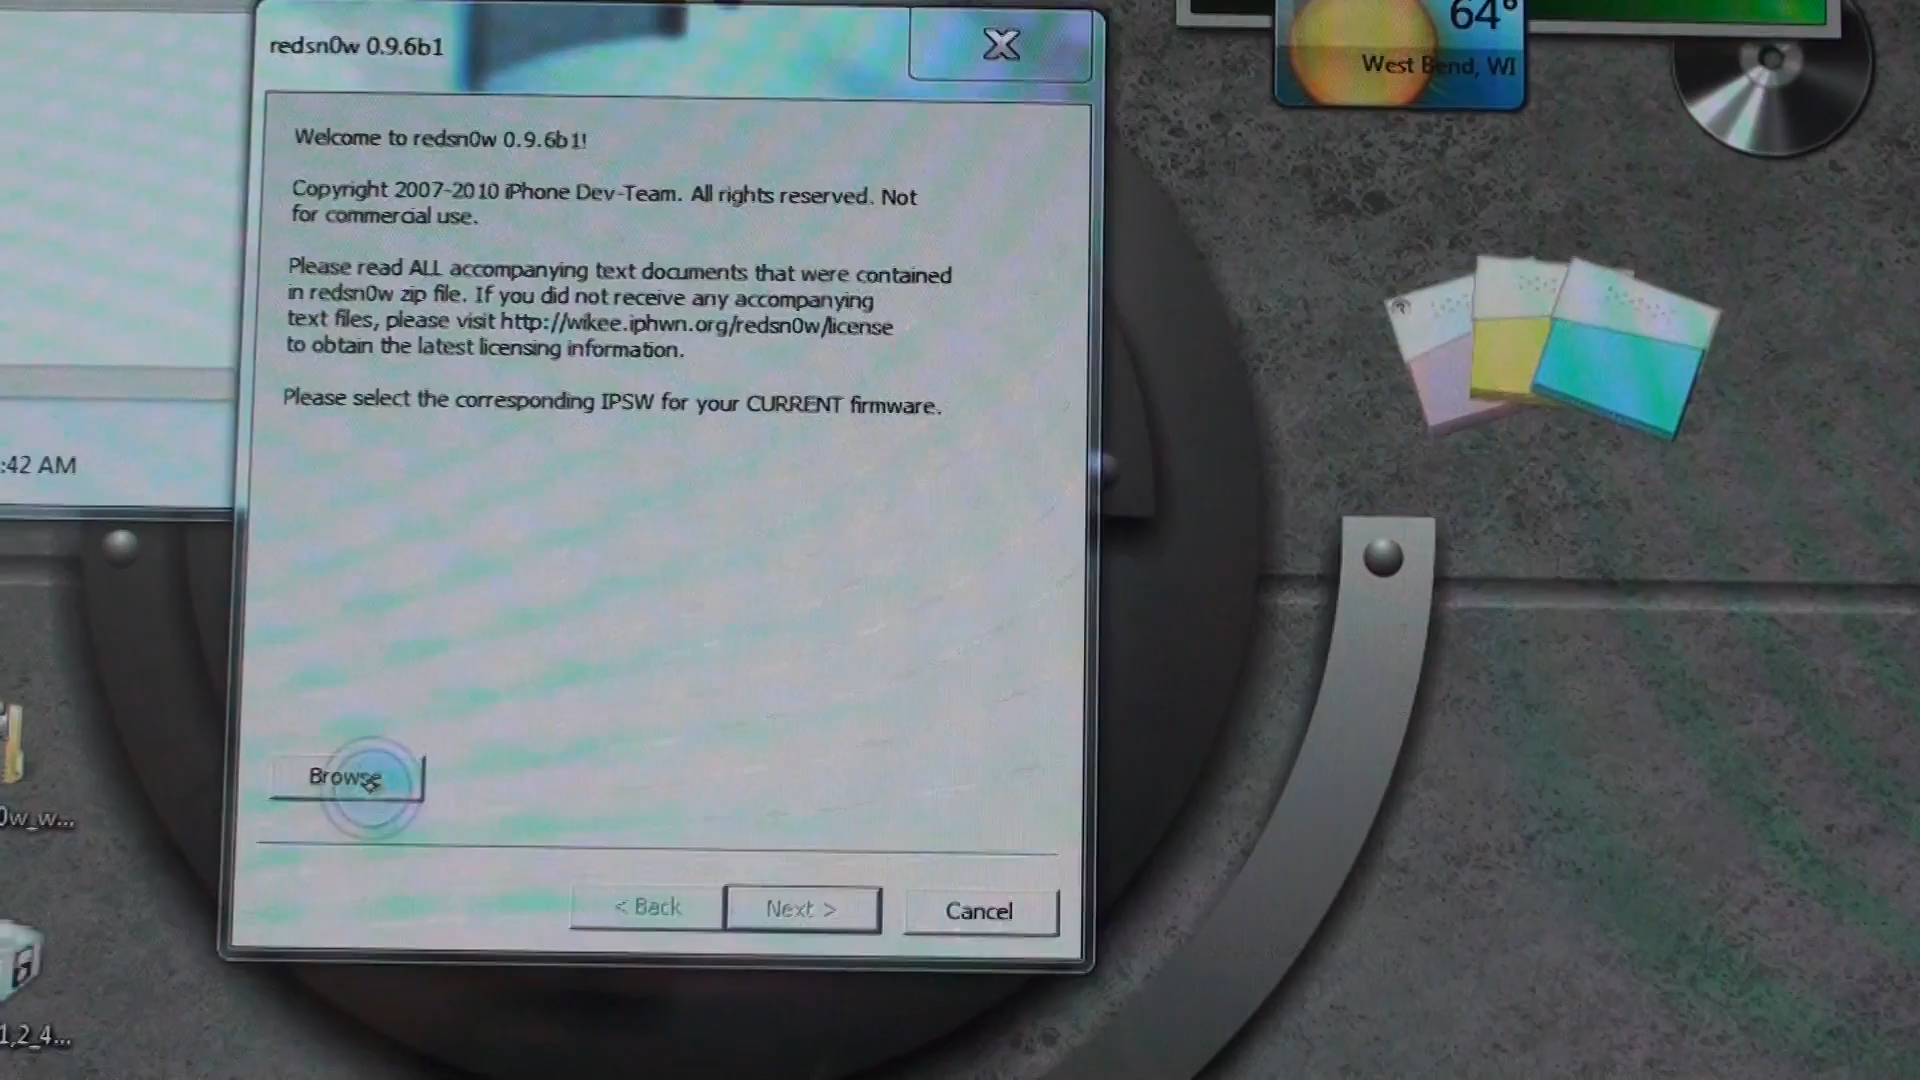 redsn0w 0.9.6b1
64°
West Bend, WI
Welcome to redsn0w 0.9.6b1!
Copyright 2007-2010 iPhone Dev-Team. All rights reserved. Not
for commercial use.
Please read ALL accompanying text documents that were contained
in redsn0w zip file. If you did not receive any accompanying
text files, please visit http://wikee.iphwn.org/redsn0w/license
to obtain the latest licensing information.
Please select the corresponding IPSW for your CURRENT firmware.
:42 AM
Browse
0w_w...
< Back
Next >
Cancel
1,2_4...